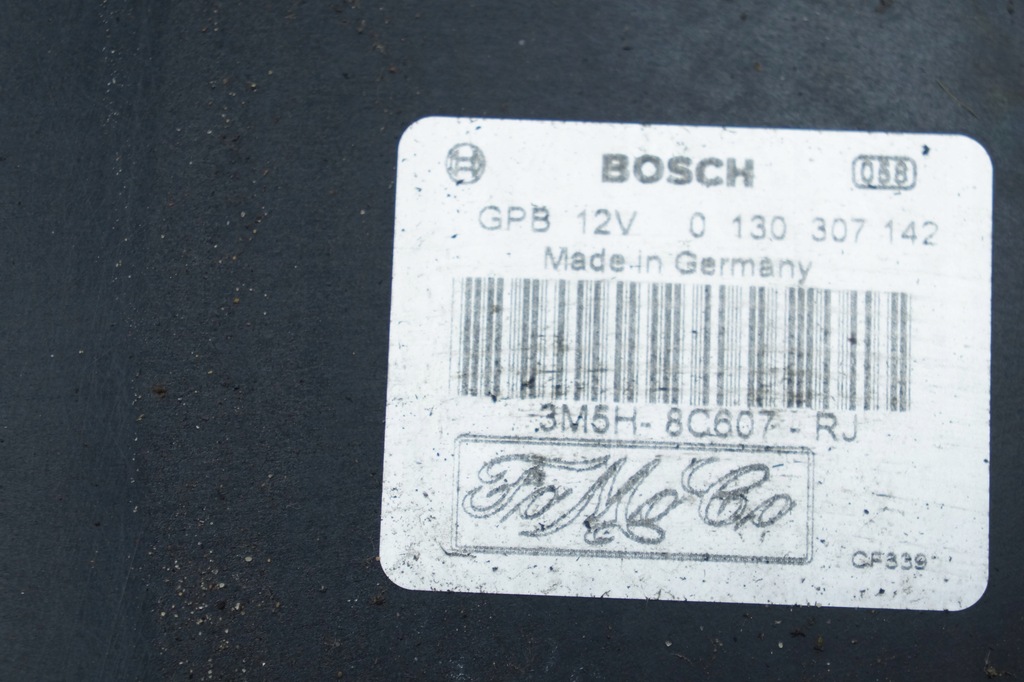 BOSCH 058
GPB 12V 0 130 307 142
Made in Germany
3M5H-8C607-RJ
FoMoCo
CF339